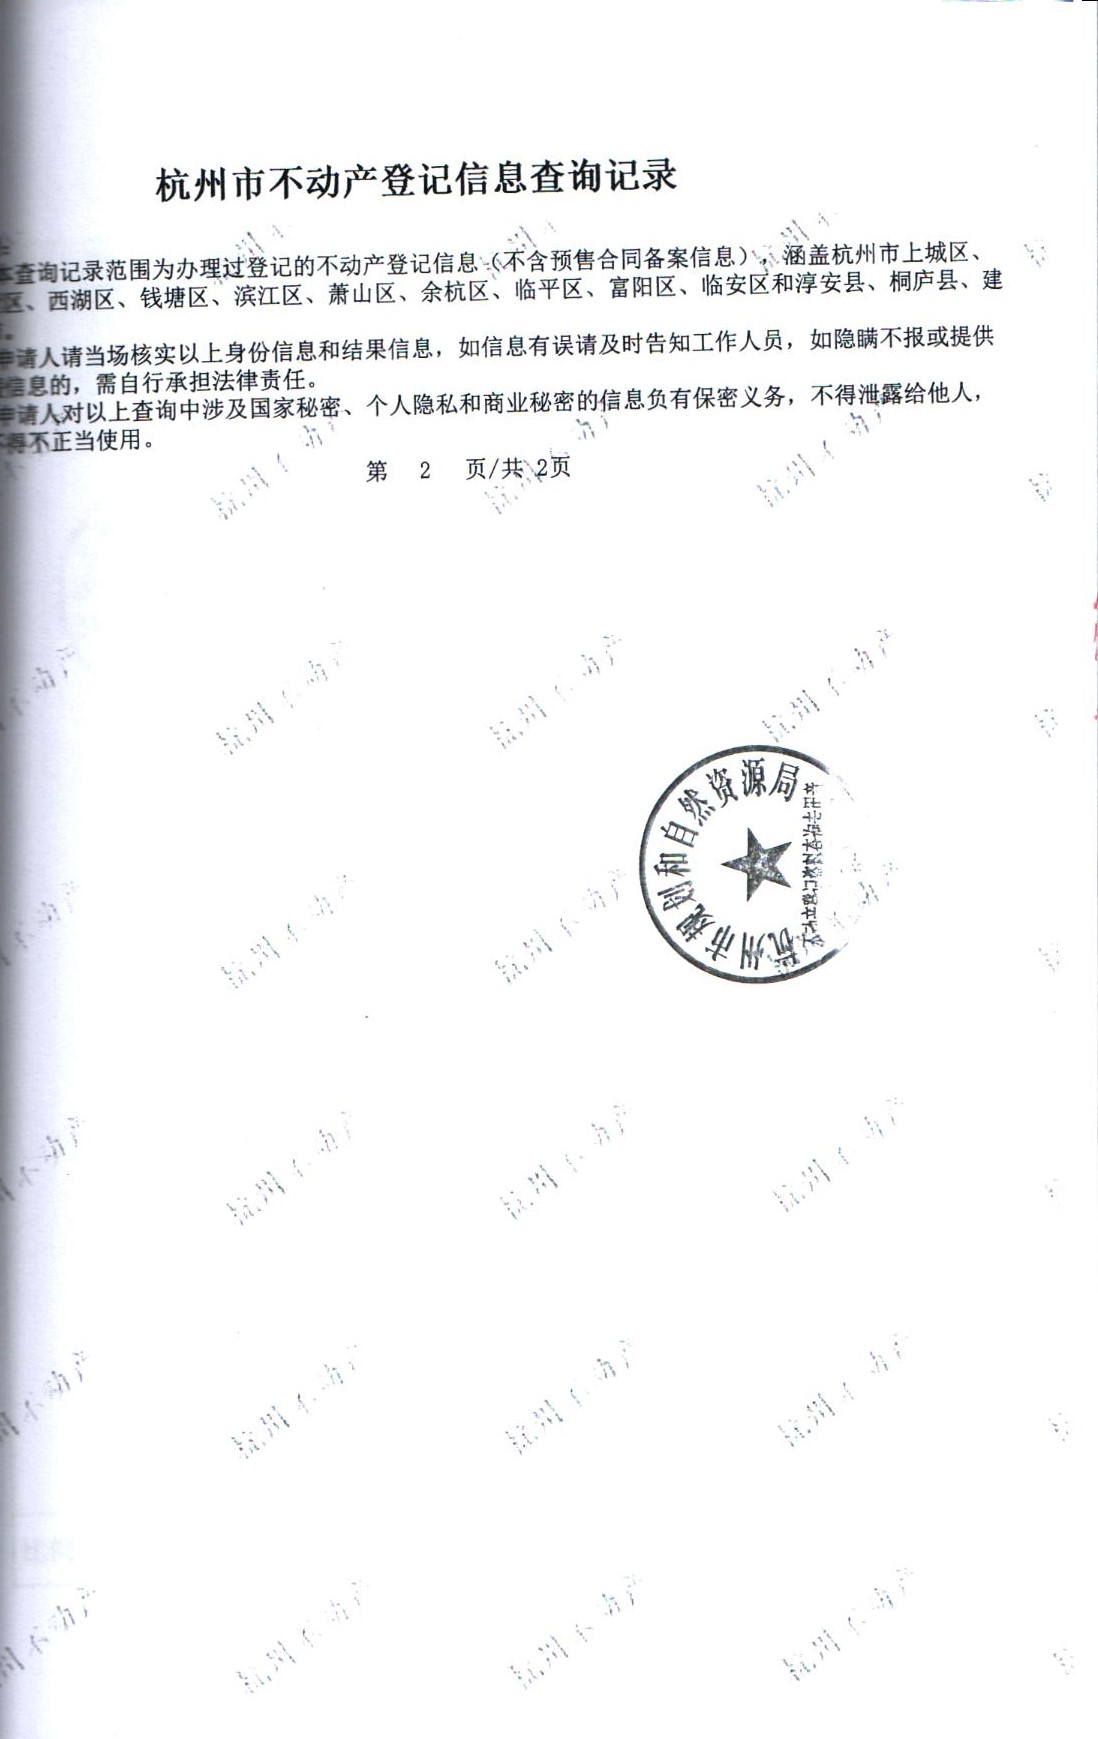 杭州市不动产登记信息查询记录
本查询记录范围为办理过登记的不动产登记信息（不含预售合同备案信息），涵盖杭州市上城区、
区、西湖区、钱塘区、滨江区、萧山区、余杭区、临平区、富阳区、临安区和淳安县、桐庐县、建
申请人请当场核实以上身份信息和结果信息，如信息有误请及时告知工作人员，如隐瞒不报或提供
信息的，需自行承担法律责任。
申请人对以上查询中涉及国家秘密、个人隐私和商业秘密的信息负有保密义务，不得泄露给他人，
不得不正当使用。
第 2 页/共 2页
杭州市规划和自然资源局